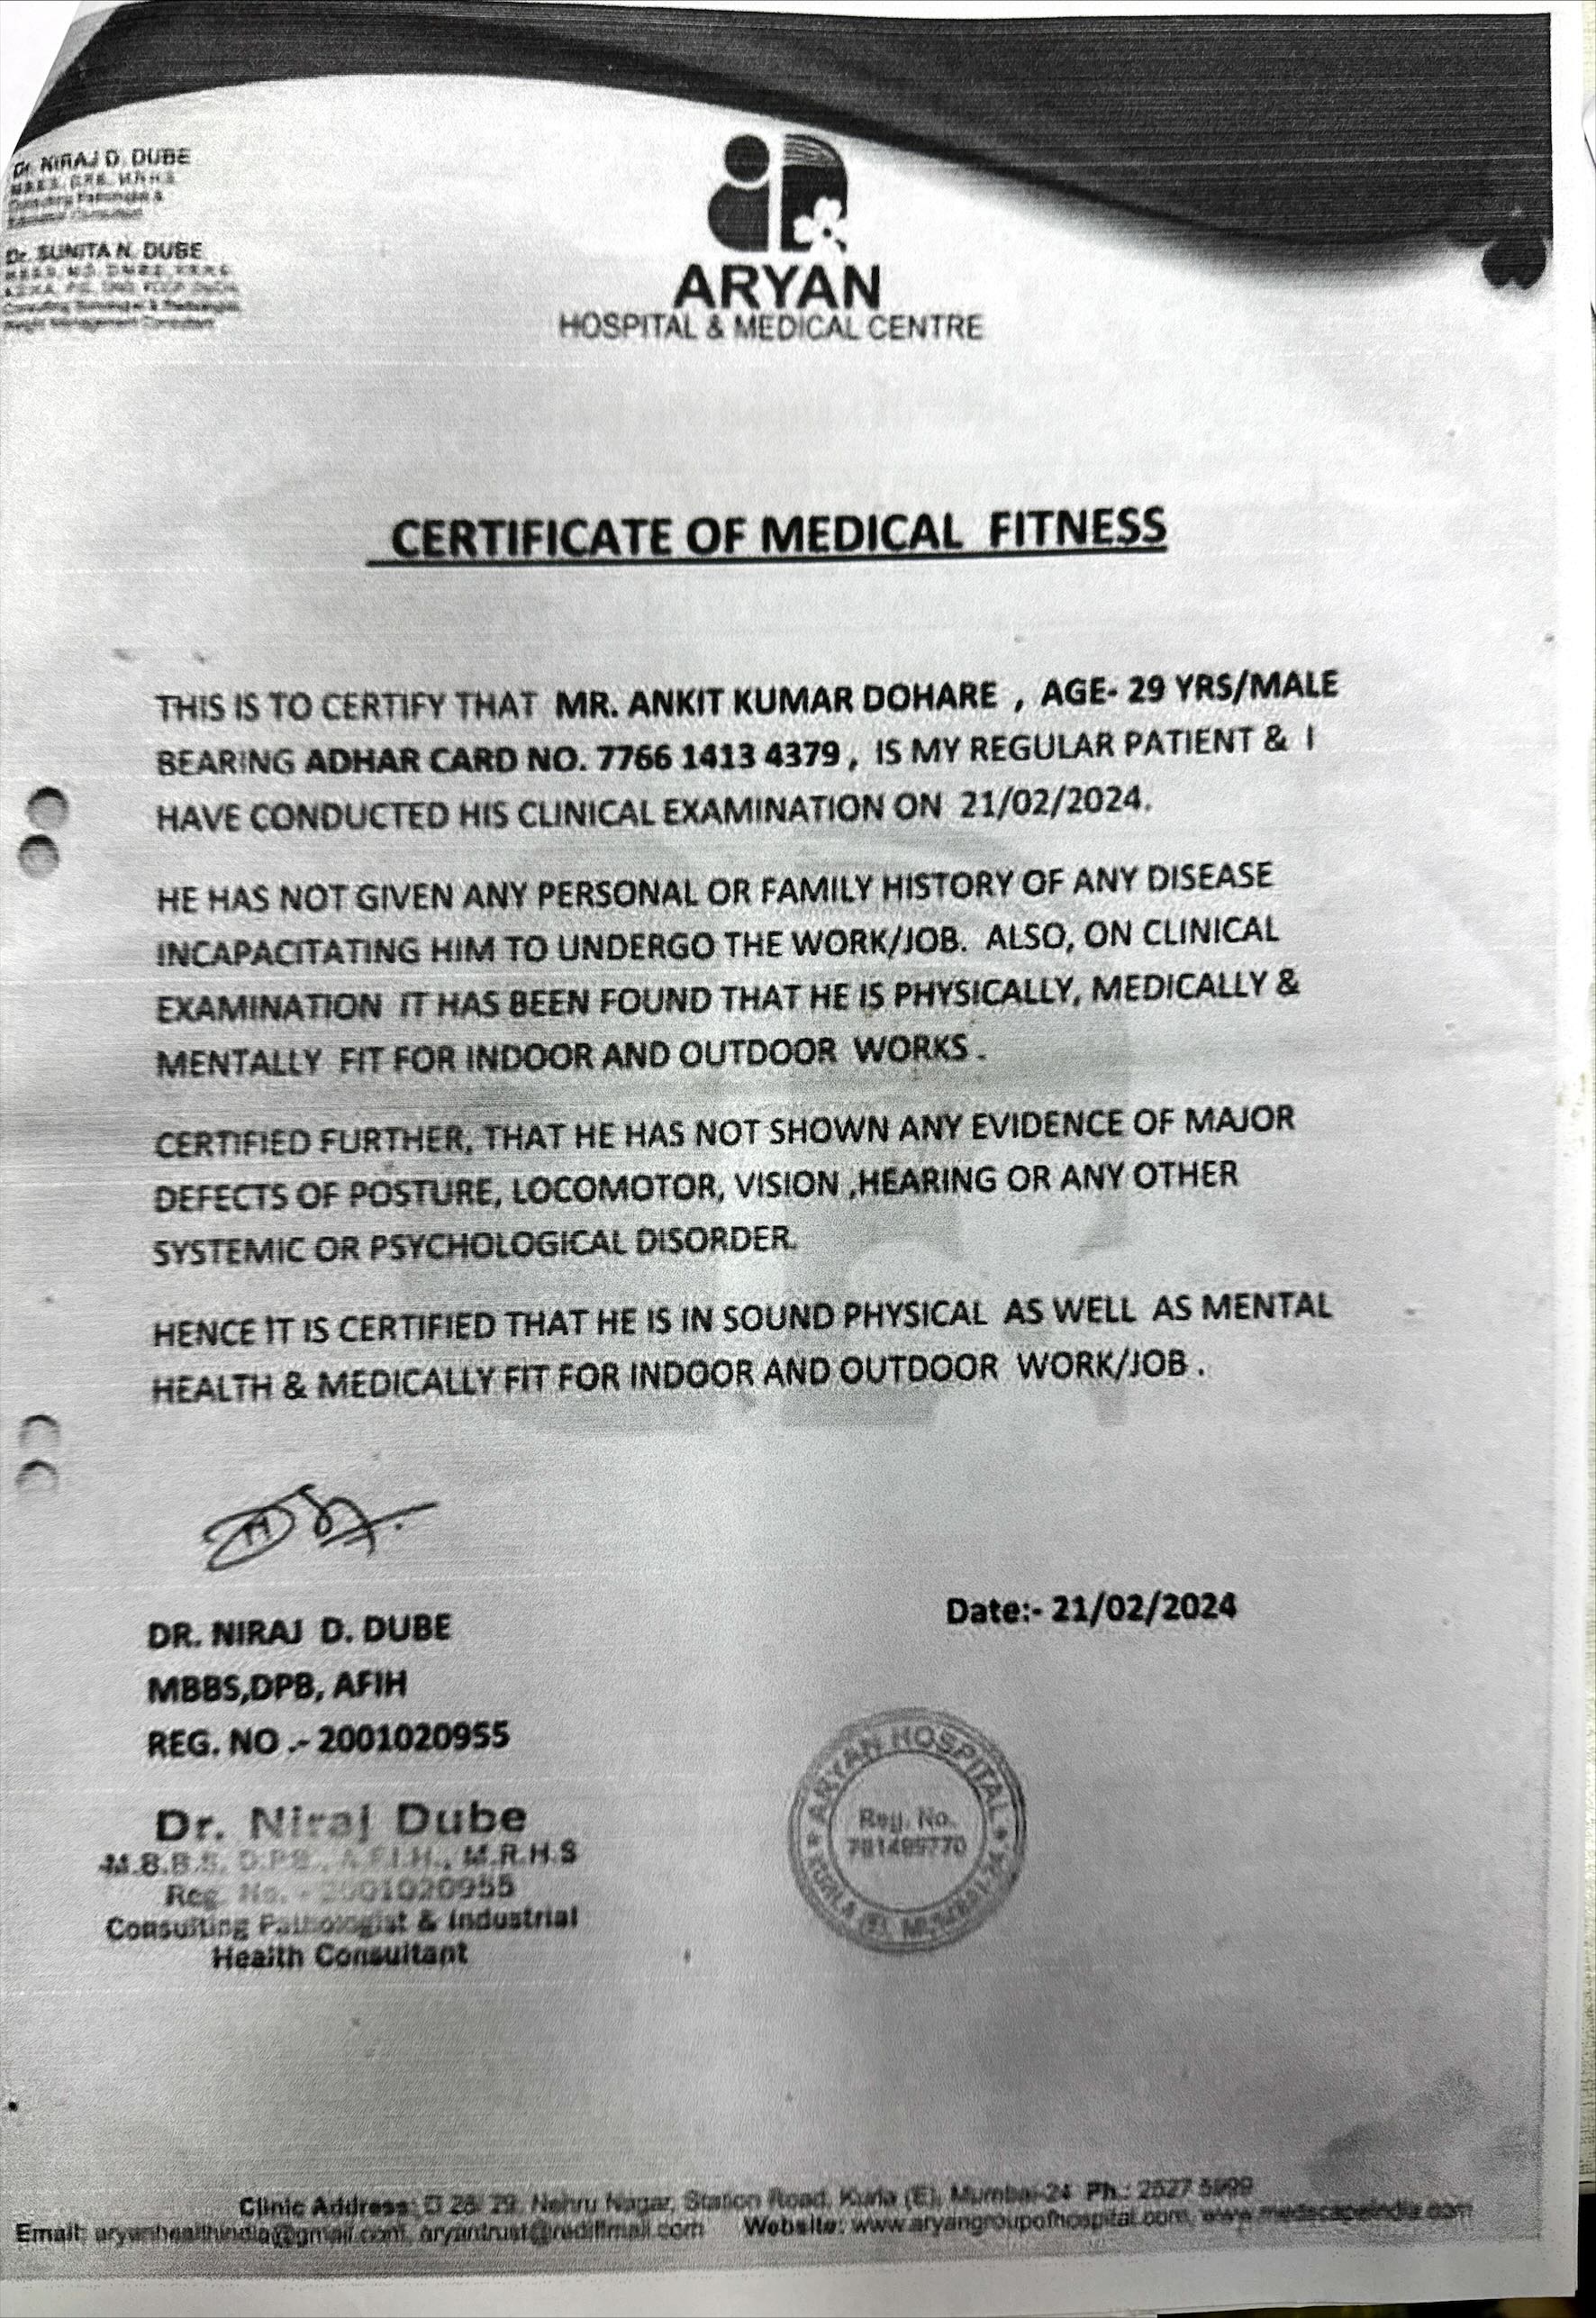 Dr. NIRAJ D. DUBE
Dr. SUNITA N. DUBE
ARYAN
HOSPITAL & MEDICAL CENTRE
CERTIFICATE OF MEDICAL FITNESS
THIS IS TO CERTIFY THAT MR. ANKIT KUMAR DOHARE , AGE- 29 YRS/MALE
BEARING ADHAR CARD NO. 7766 1413 4379 , IS MY REGULAR PATIENT & I
HAVE CONDUCTED HIS CLINICAL EXAMINATION ON 21/02/2024.
HE HAS NOT GIVEN ANY PERSONAL OR FAMILY HISTORY OF ANY DISEASE
INCAPACITATING HIM TO UNDERGO THE WORK/JOB. ALSO, ON CLINICAL
EXAMINATION IT HAS BEEN FOUND THAT HE IS PHYSICALLY, MEDICALLY &
MENTALLY FIT FOR INDOOR AND OUTDOOR WORKS .
CERTIFIED FURTHER, THAT HE HAS NOT SHOWN ANY EVIDENCE OF MAJOR
DEFECTS OF POSTURE, LOCOMOTOR, VISION ,HEARING OR ANY OTHER
SYSTEMIC OR PSYCHOLOGICAL DISORDER.
HENCE IT IS CERTIFIED THAT HE IS IN SOUND PHYSICAL AS WELL AS MENTAL
HEALTH & MEDICALLY FIT FOR INDOOR AND OUTDOOR WORK/JOB .
DR. NIRAJ D. DUBE
MBBS,DPB, AFIH
REG. NO .- 2001020955
Date:- 21/02/2024
Dr. Niraj Dube
M.B.B.S, D.P.B., A.F.I.H., M.R.H.S
Reg. No. - 2001020955
Consulting Pathologist & Industrial
Health Consultant
ARYAN HOSPITAL
Reg. No.
KURLA (E), MUMBAI-24
Clinic Address: Nehru Nagar, Station Road, Kurla (E), Mumbai-24 Ph.: 2527
Email: aryanhealthindia@gmail.com, aryantrust@rediffmail.com Website: www.aryangroupofhospital.com, www.medscapeindia.com